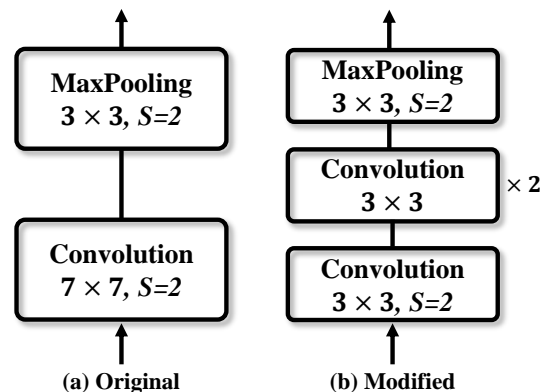 MaxPooling
3 × 3, S=2
Convolution
7 × 7, S=2
(a) Original
MaxPooling
3 × 3, S=2
Convolution
3 × 3
× 2
Convolution
3 × 3, S=2
(b) Modified